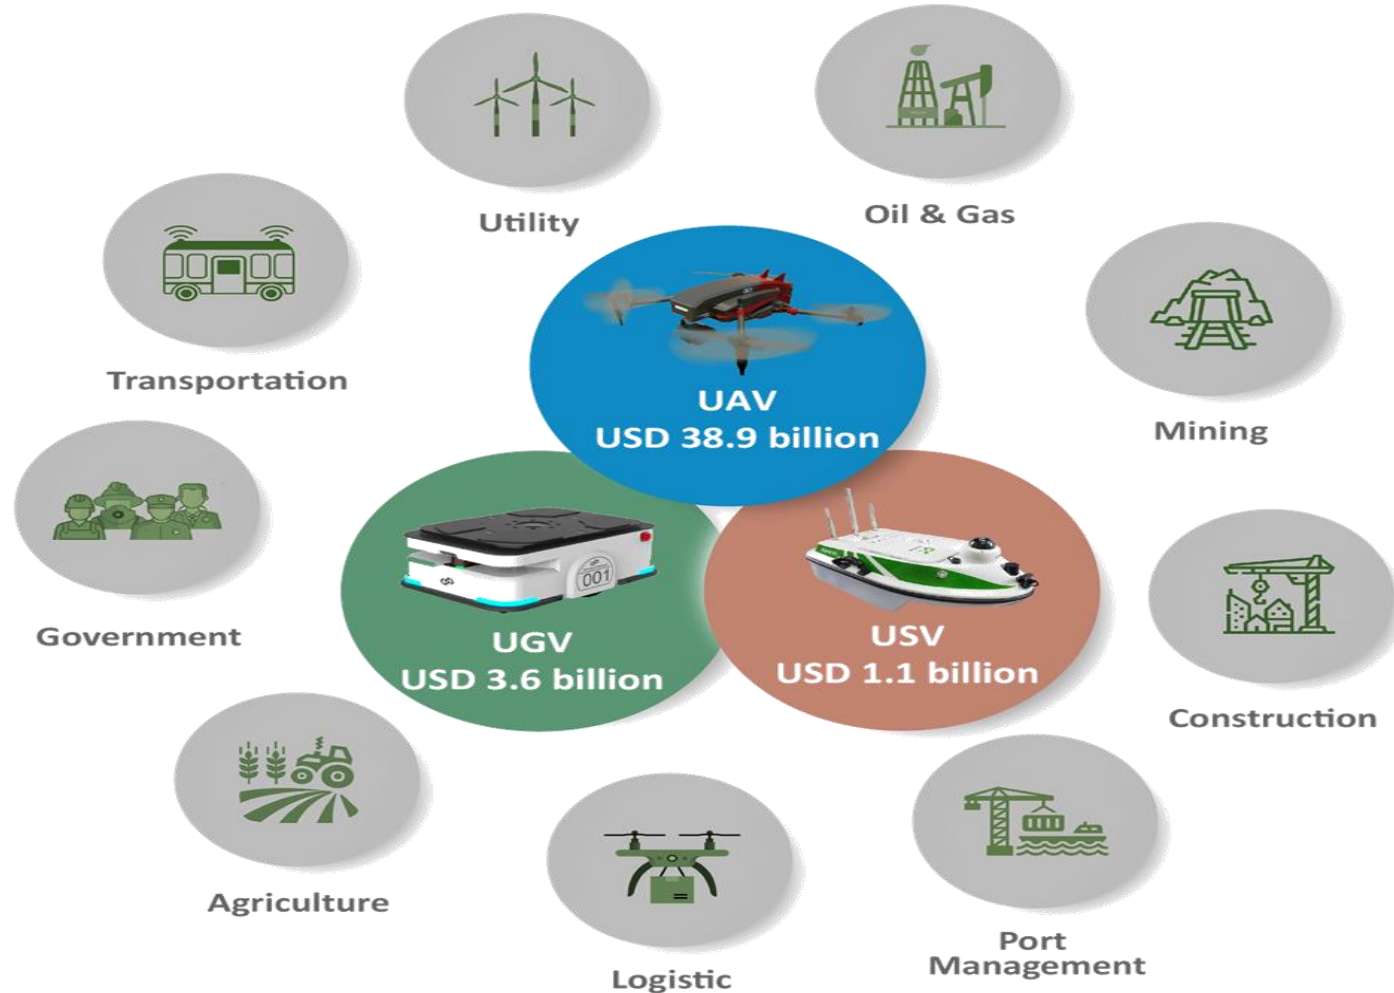 Utility
Oil & Gas
Transportation
Mining
UAV
USD 38.9 billion
Government
Construction
001
UGV
USD 3.6 billion
USV
USD 1.1 billion
Agriculture
Logistic
Port
Management